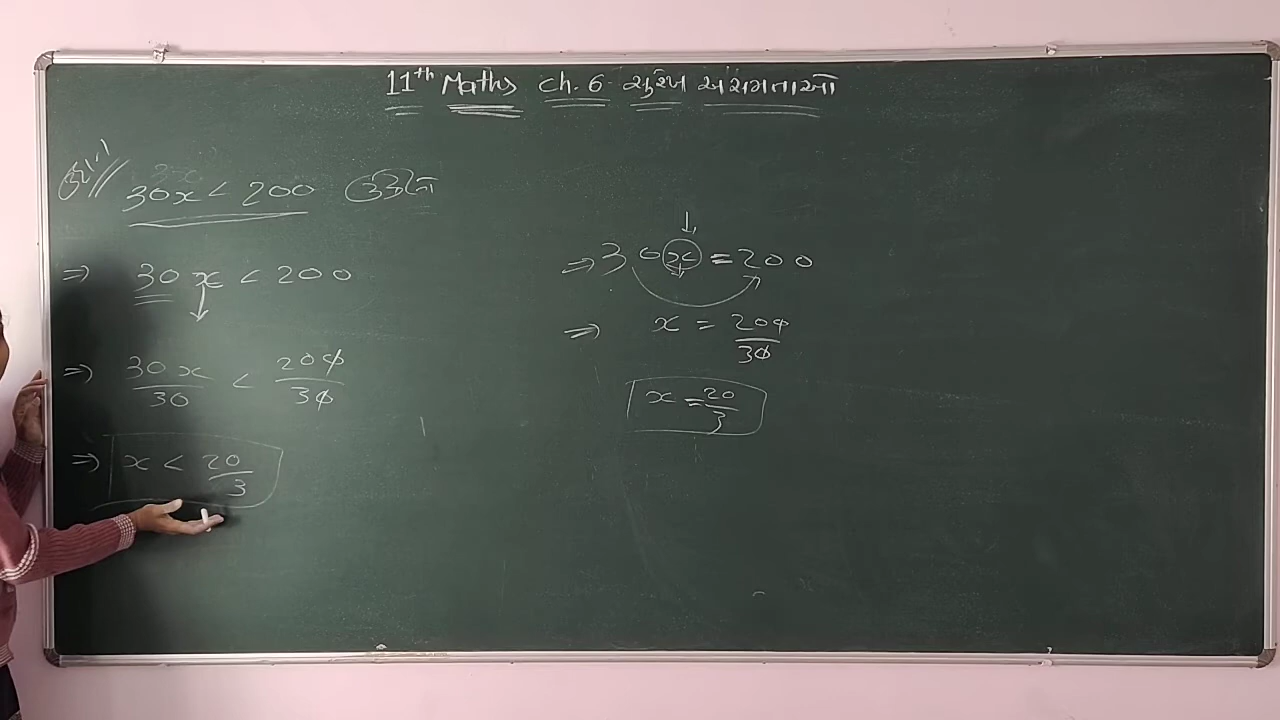 11th Maths ch. 6 સુરેખ અસમતાઓ
30x < 200 ઉકેલો
⇒ 30x < 200
⇒ 30x/30 < 200/30
⇒ x < 20/3
⇒ 30x = 200
⇒ x = 200/30
x = 20/3